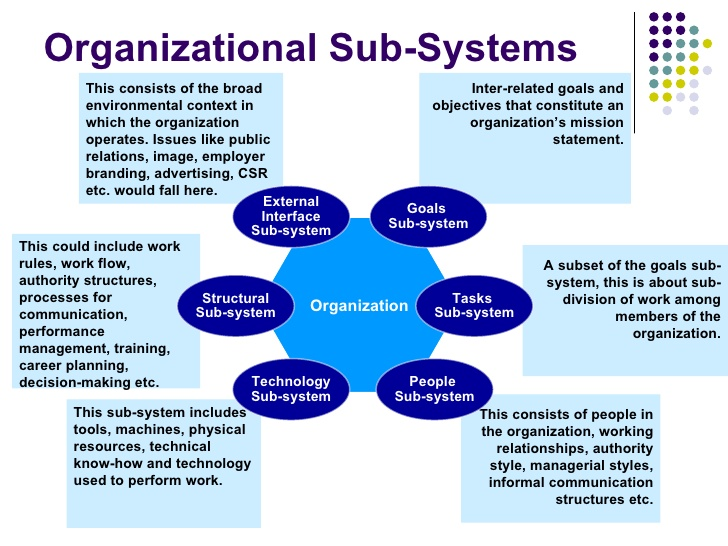 Organizational Sub-Systems
This consists of the broad
environmental context in
which the organization
operates. Issues like public
relations, image, employer
branding, advertising, CSR
etc. would fall here.
Inter-related goals and
objectives that constitute an
organization’s mission
statement.
External
Interface
Sub-system
Goals
Sub-system
This could include work
rules, work flow,
authority structures,
processes for
communication,
performance
management, training,
career planning,
decision-making etc.
Structural
Sub-system
Organization
Tasks
Sub-system
A subset of the goals sub-
system, this is about sub-
division of work among
members of the
organization.
Technology
Sub-system
People
Sub-system
This sub-system includes
tools, machines, physical
resources, technical
know-how and technology
used to perform work.
This consists of people in
the organization, working
relationships, authority
style, managerial styles,
informal communication
structures etc.